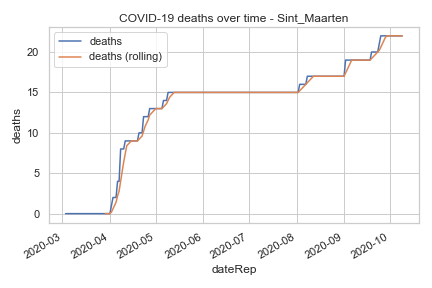 COVID-19 deaths over time - Sint_Maarten
deaths
deaths (rolling)
20
15
10
5
0
deaths
2020-03
2020-04
2020-05
2020-06
2020-07
2020-08
2020-09
2020-10
dateRep